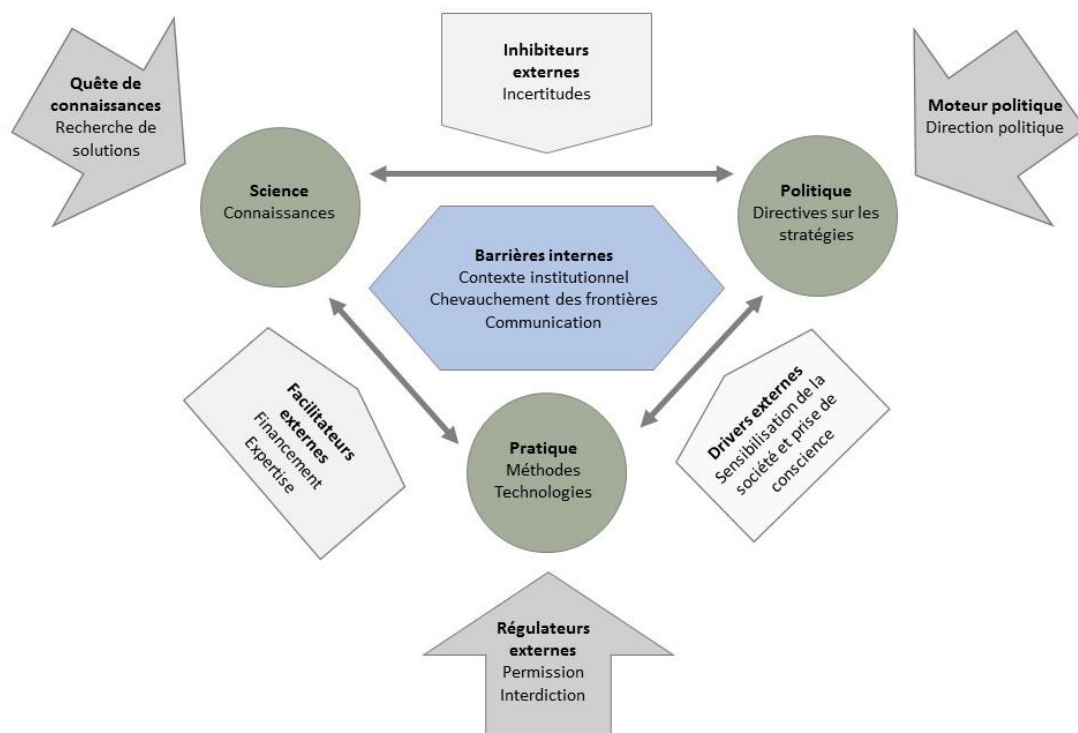 Inhibiteurs
externes
Incertitudes
Quête de
connaissances
Recherche de
solutions
Moteur politique
Direction politique
Science
Connaissances
Politique
Directives sur les
stratégies
Barrières internes
Contexte institutionnel
Chevauchement des frontières
Communication
Facilitateurs
externes
Financement
Expertise
Pratique
Méthodes
Technologies
Drivers externes
Sensibilisation de la
société et prise de
conscience
Régulateurs
externes
Permission
Interdiction